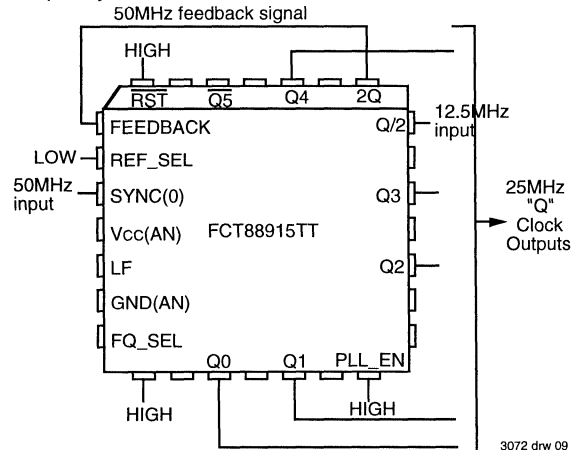 50MHz feedback signal
HIGH
RST Q5 Q4 2Q
FEEDBACK
Q/2
12.5MHz
input
LOW
REF_SEL
50MHz
input
SYNC(0)
Q3
25MHz
"Q"
Clock
Outputs
VCC(AN)
FCT88915TT
LF
Q2
GND(AN)
FQ_SEL
Q0 Q1 PLL_EN
HIGH
HIGH
3072 drw 09